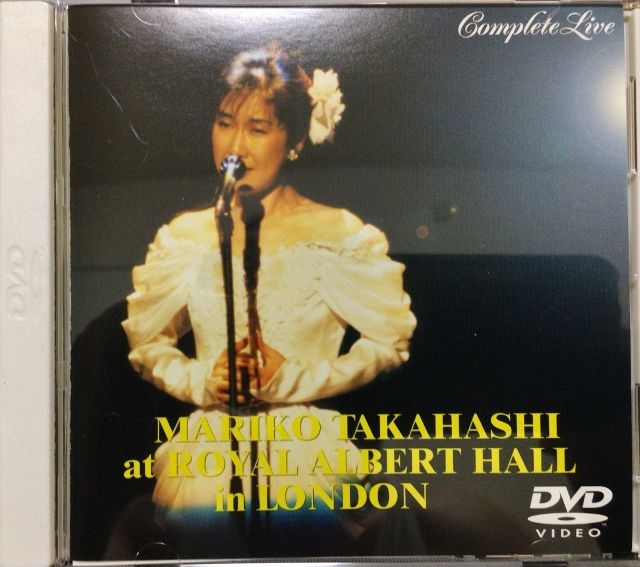 Complete Live
DVD
MARIKO TAKAHASHI
at ROYAL ALBERT HALL
in LONDON
DVD
VIDEO